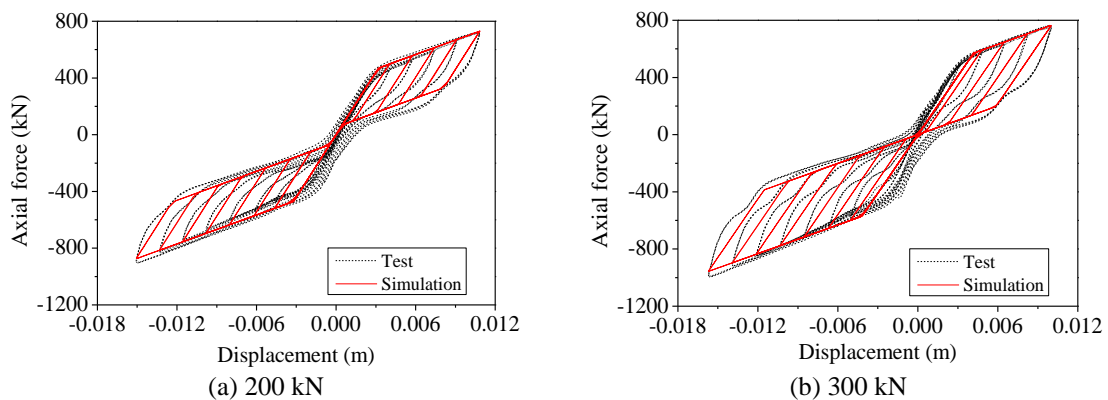 800
400
0
-400
-800
-1200
Axial force (kN)
Test
Simulation
-0.018 -0.012 -0.006 0.000 0.006 0.012
Displacement (m)
(a) 200 kN
800
400
0
-400
-800
-1200
Axial force (kN)
Test
Simulation
-0.018 -0.012 -0.006 0.000 0.006 0.012
Displacement (m)
(b) 300 kN